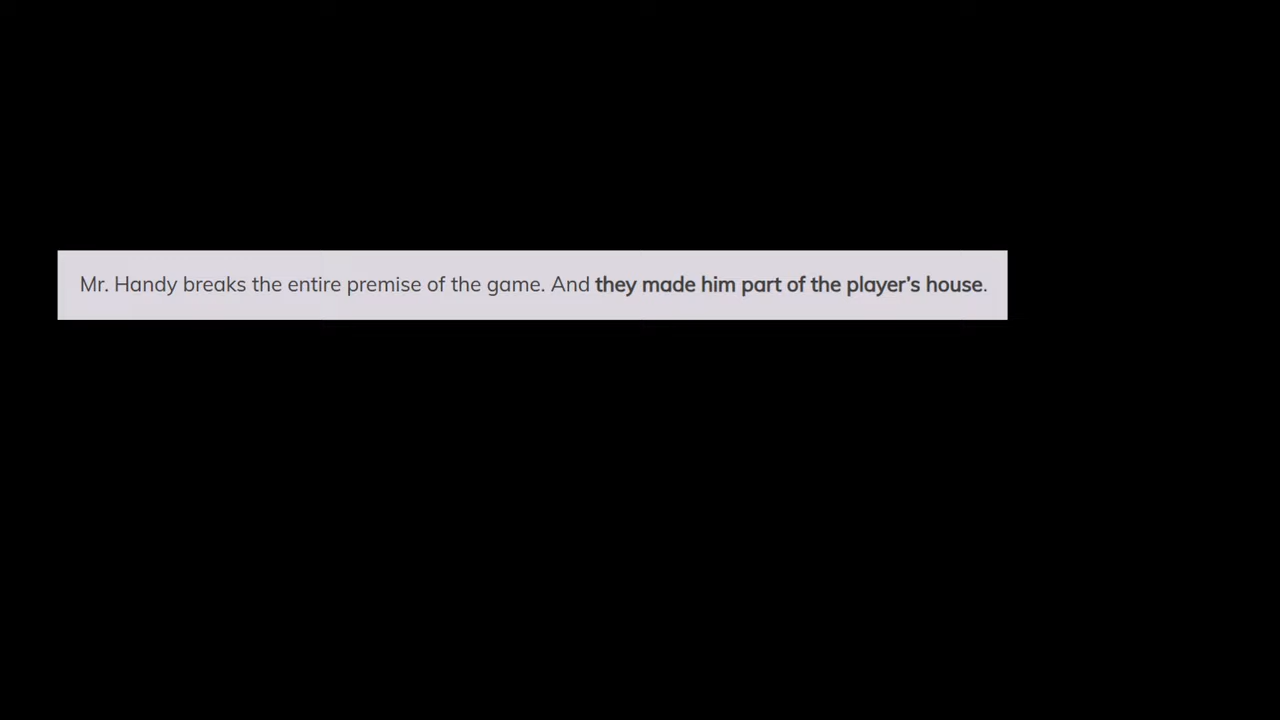 Mr. Handy breaks the entire premise of the game. And they made him part of the player's house.